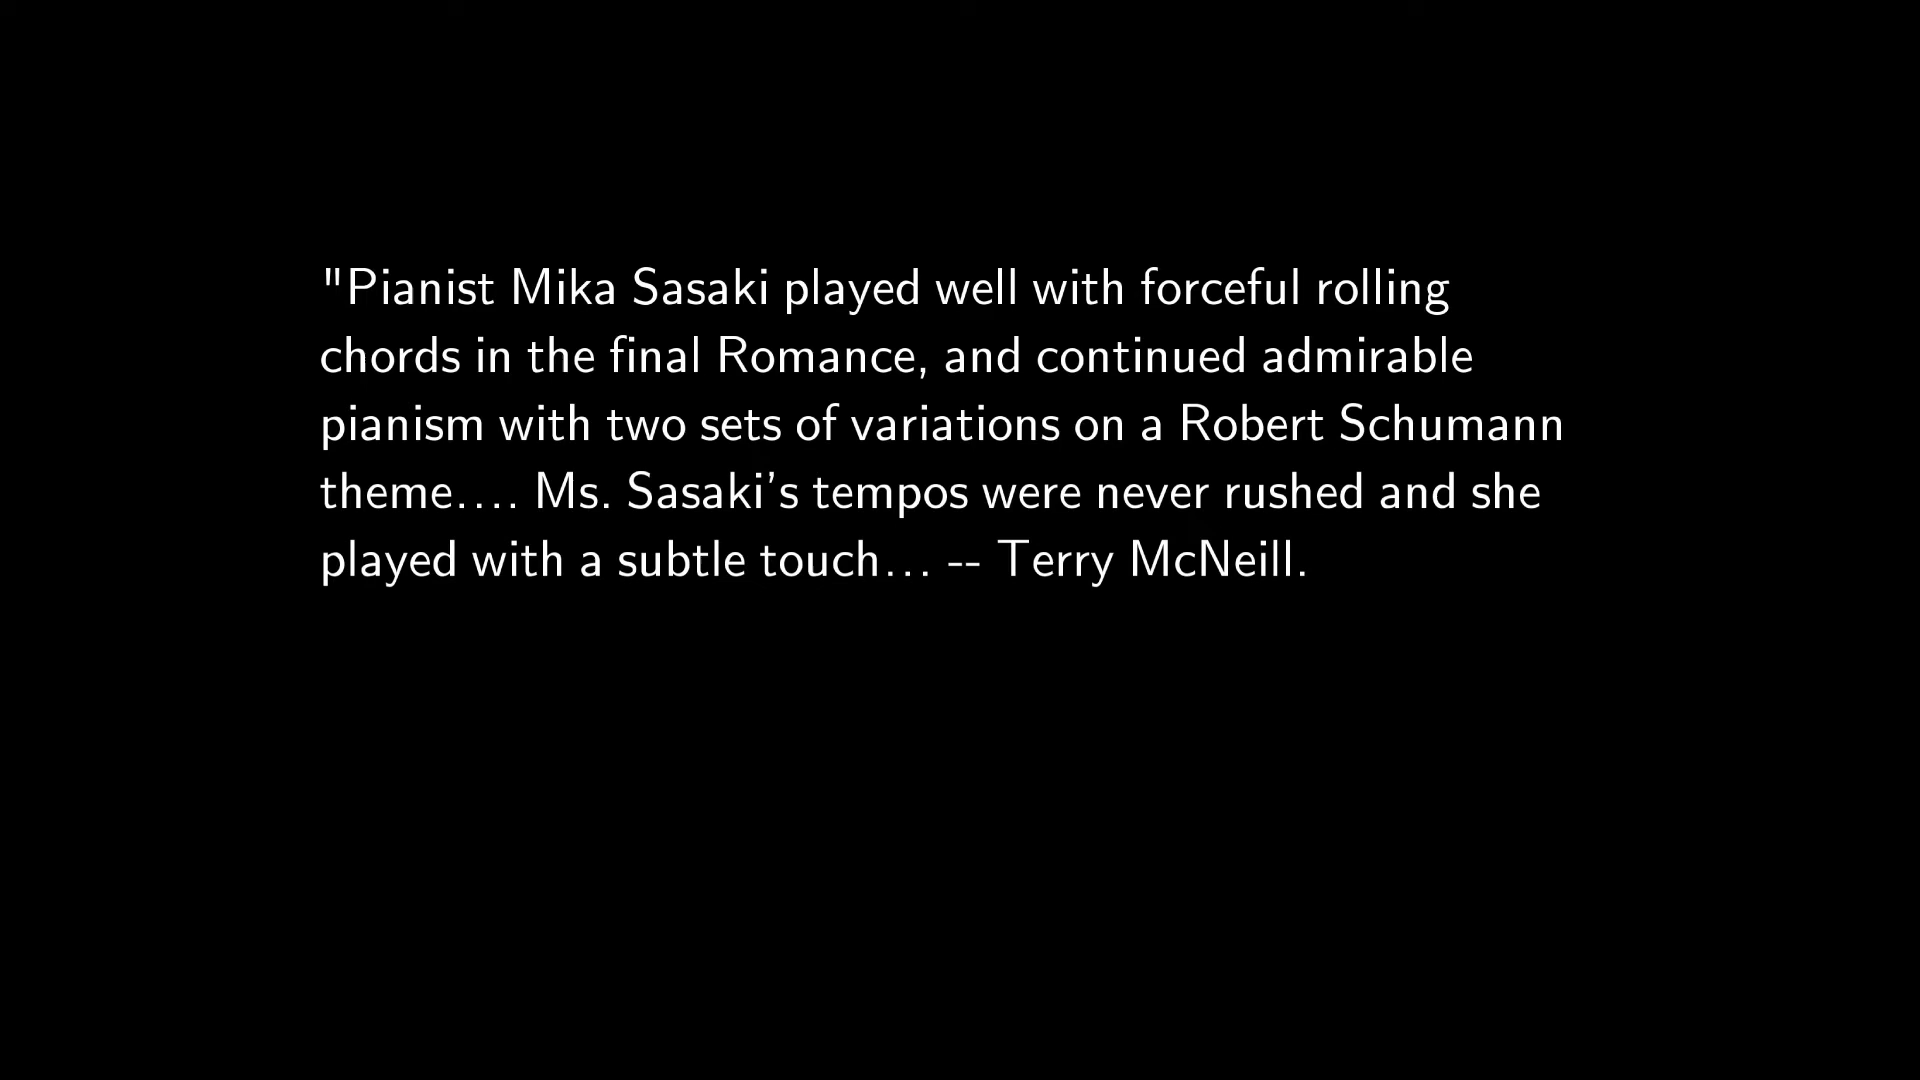 "Pianist Mika Sasaki played well with forceful rolling
chords in the final Romance, and continued admirable
pianism with two sets of variations on a Robert Schumann
theme…. Ms. Sasaki’s tempos were never rushed and she
played with a subtle touch… -- Terry McNeill.